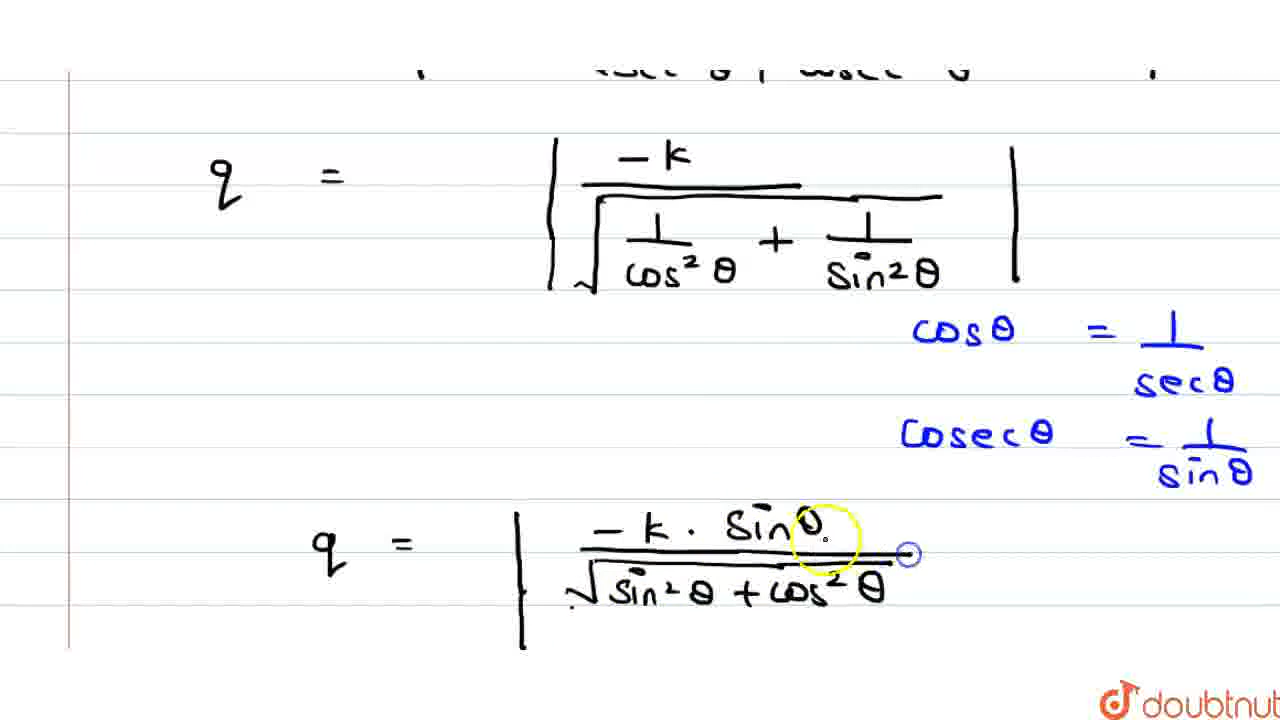 q = | -k / √(1/cos²θ + 1/sin²θ) |
cosθ = 1/secθ
cosecθ = 1/sinθ
q = | -k . sinθ / √(sin²θ + cos²θ)
doubtnut